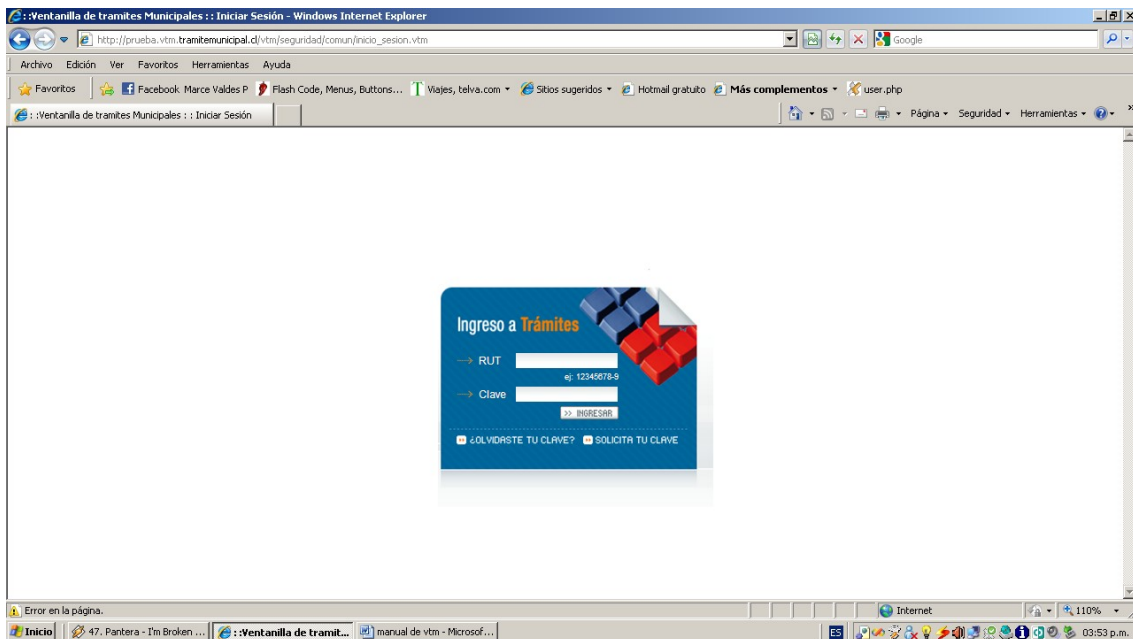 : :Ventanilla de tramites Municipales : : Iniciar Sesión - Windows Internet Explorer
http://prueba.vtm.tramitemunicipal.cl/vtm/seguridad/comun/inicio_sesion.vtm
Google
Archivo Edición Ver Favoritos Herramientas Ayuda
Favoritos Facebook Marce Valdes P Flash Code, Menus, Buttons... Viajes, telva.com Sitios sugeridos Hotmail gratuito Más complementos user.php
: :Ventanilla de tramites Municipales : : Iniciar Sesión
Página Seguridad Herramientas
Ingreso a Trámites
RUT
ej: 12345678-9
Clave
>> INGRESAR
¿OLVIDASTE TU CLAVE? SOLICITA TU CLAVE
Error en la página.
Internet
110%
Inicio
47. Pantera - I'm Broken ...
: :Ventanilla de tramit...
manual de vtm - Microsof...
ES
03:53 p.m.